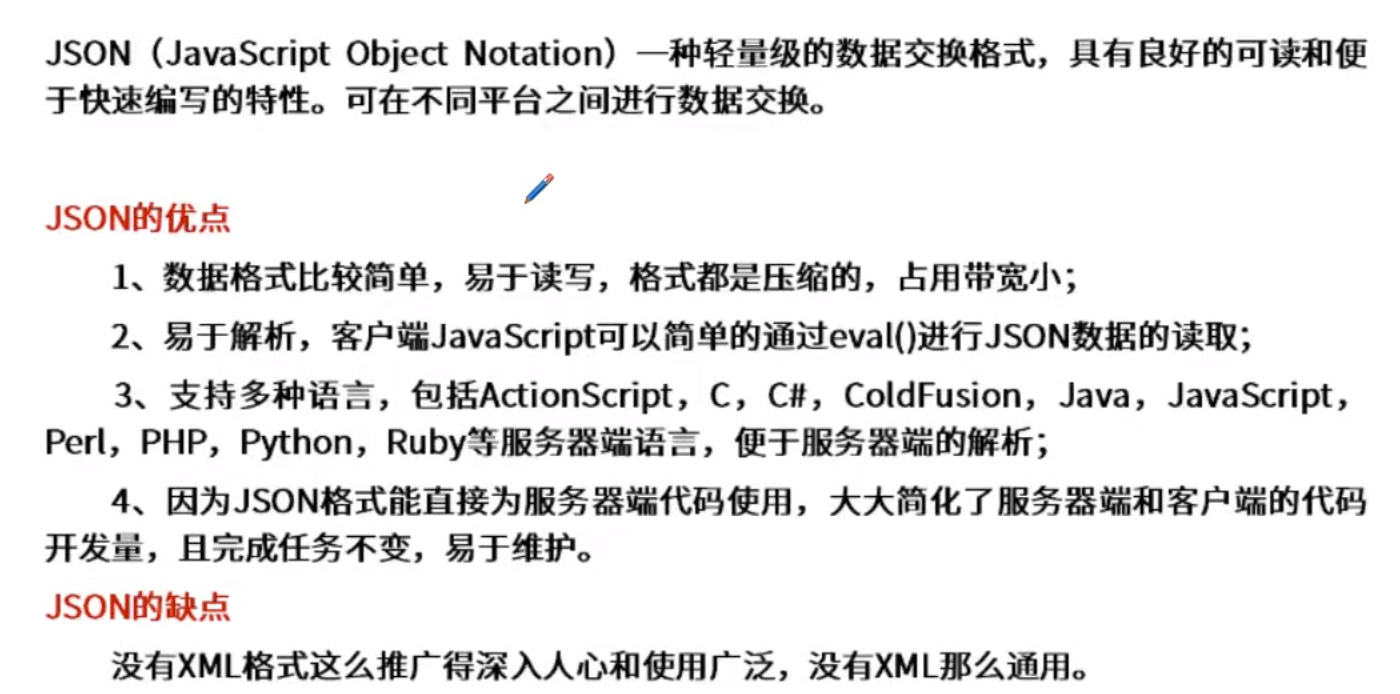 JSON（JavaScript Object Notation）一种轻量级的数据交换格式，具有良好的可读和便
于快速编写的特性。可在不同平台之间进行数据交换。
JSON的优点
1、数据格式比较简单，易于读写，格式都是压缩的，占用带宽小；
2、易于解析，客户端JavaScript可以简单的通过eval()进行JSON数据的读取；
3、支持多种语言，包括ActionScript，C，C#，ColdFusion，Java，JavaScript，
Perl，PHP，Python，Ruby等服务器端语言，便于服务器端的解析；
4、因为JSON格式能直接为服务器端代码使用，大大简化了服务器端和客户端的代码
开发量，且完成任务不变，易于维护。
JSON的缺点
没有XML格式这么推广得深入人心和使用广泛，没有XML那么通用。